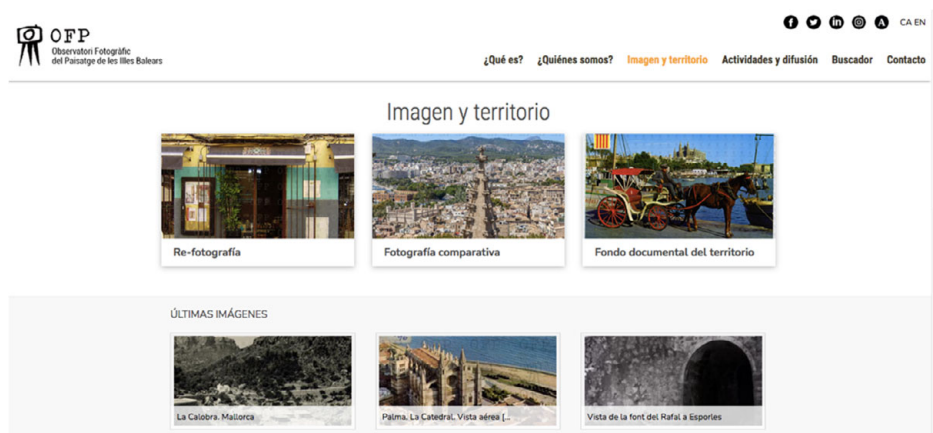 OFP
Observatori Fotogràfic
del Paisatge de les Illes Balears
CA EN
¿Qué es? ¿Quiénes somos? Imagen y territorio Actividades y difusión Buscador Contacto
Imagen y territorio
Re-fotografía
Fotografía comparativa
Fondo documental del territorio
ÚLTIMAS IMÁGENES
La Calobra. Mallorca
Palma. La Catedral. Vista aérea [...
Vista de la font del Rafal a Esporles